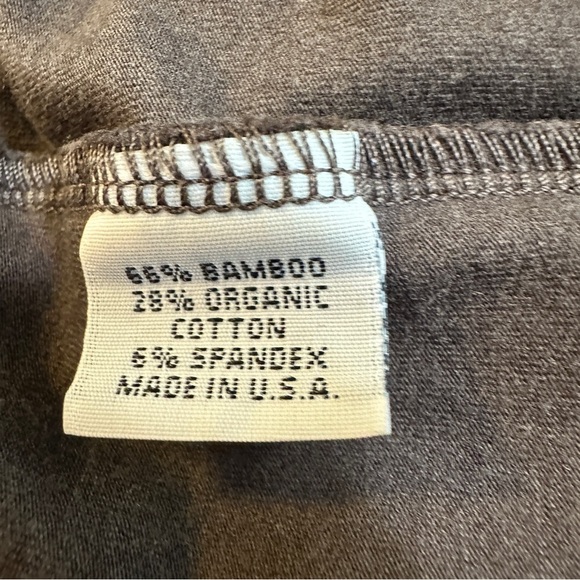 66% BAMBOO
28% ORGANIC
COTTON
6% SPANDEX
MADE IN U.S.A.